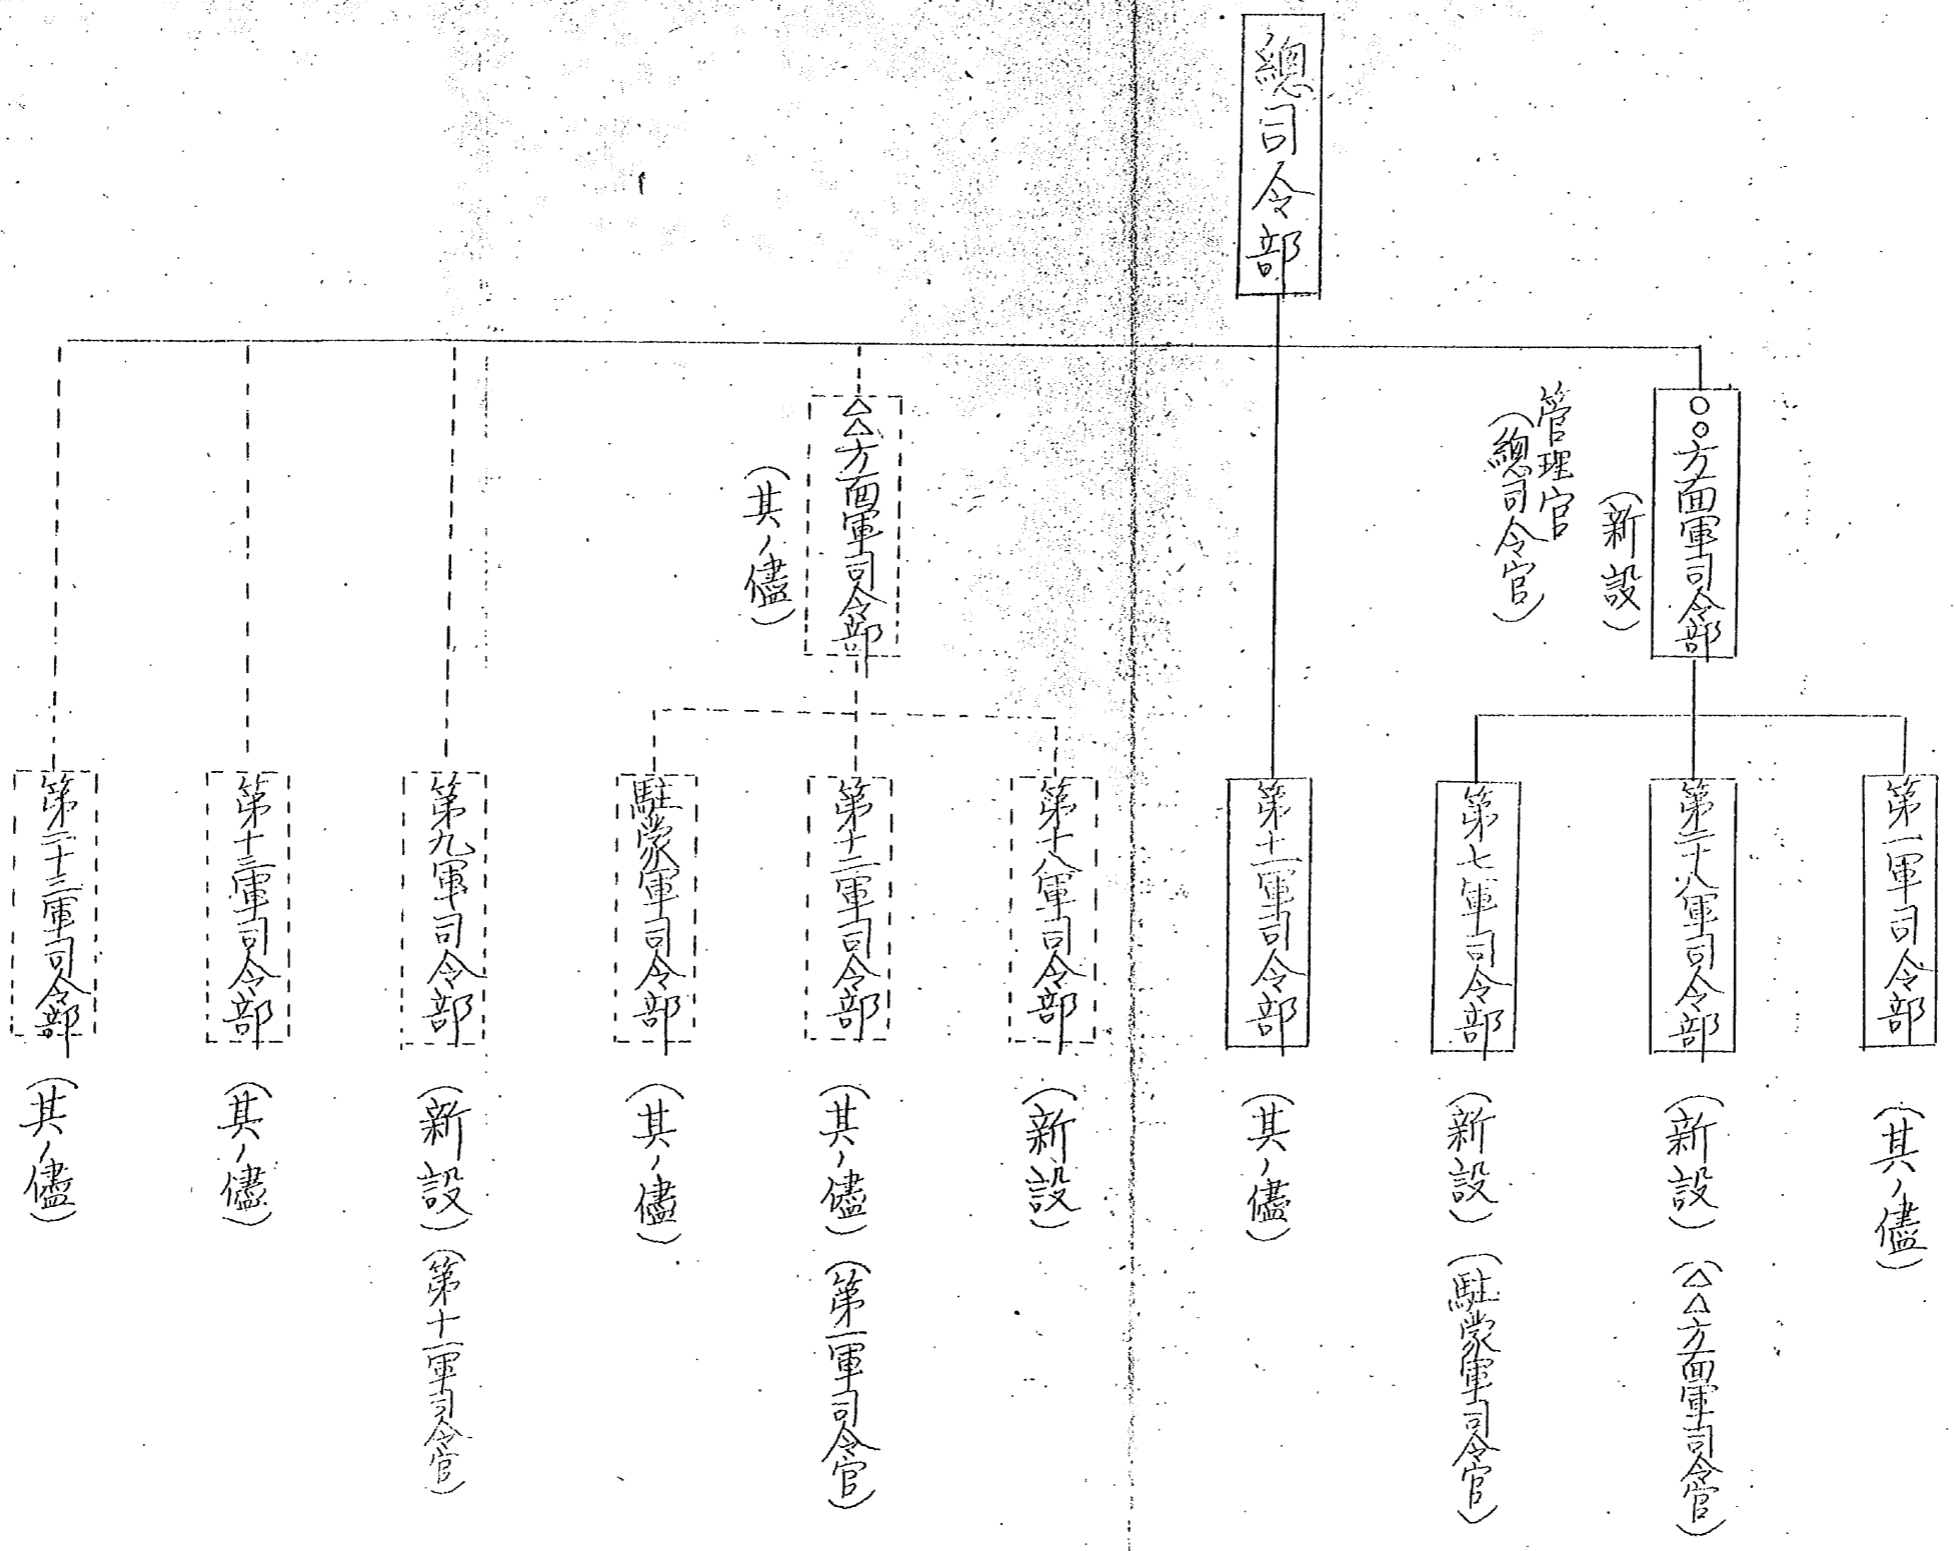 總司令部
○○方面軍司令部
(新設)
管理官
(總司令官)
△△方面軍司令部
(其ノ儘)
第一軍司令部 (其ノ儘)
第二十八軍司令部 (新設) (△△方面軍司令官)
第七軍司令部 (新設) (駐蒙軍司令官)
第十一軍司令部 (其ノ儘)
第十八軍司令部 (新設)
第十二軍司令部 (其ノ儘) (第一軍司令官)
駐蒙軍司令部 (其ノ儘)
第九軍司令部 (新設) (第十一軍司令官)
第十三軍司令部 (其ノ儘)
第二十三軍司令部 (其ノ儘)